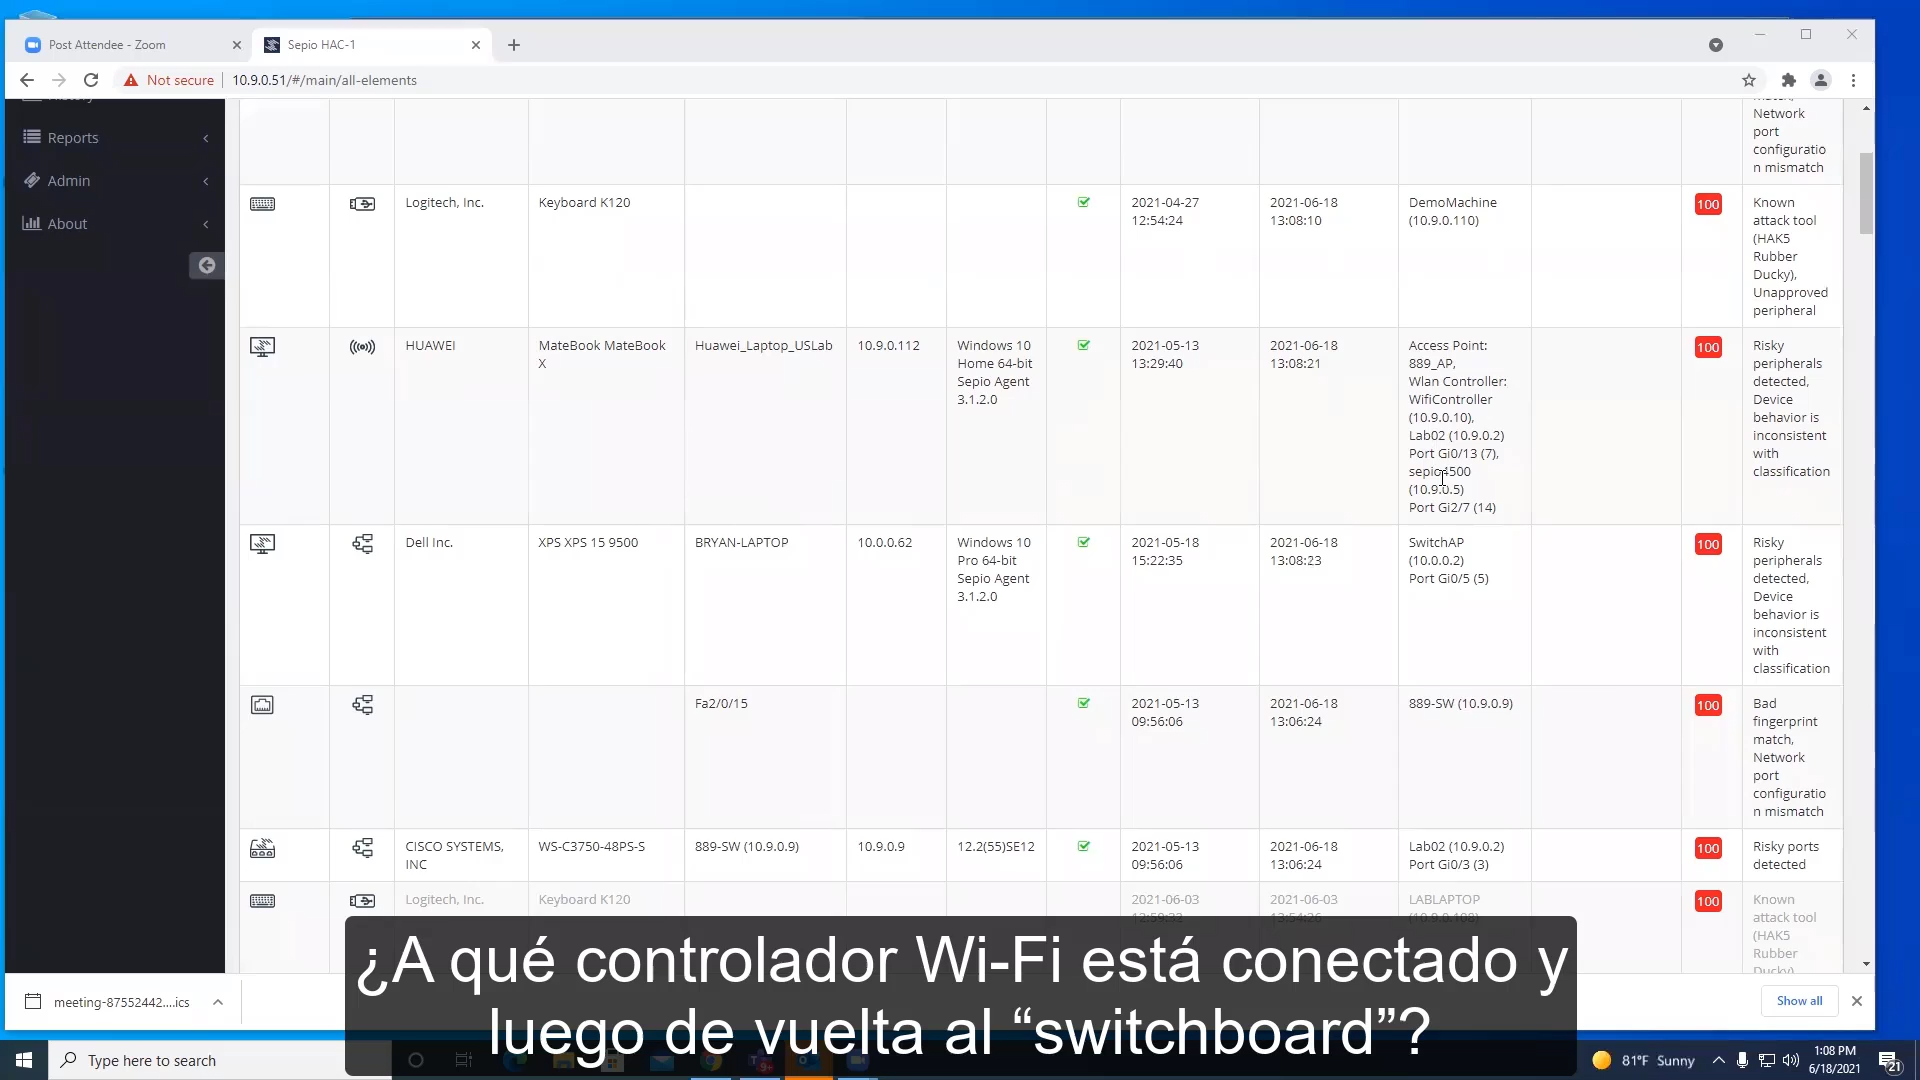 Post Attendee - Zoom
Sepio HAC-1
Not secure
10.9.0.51/#/main/all-elements
History
Reports
Admin
About
Network
port
configuratio
n mismatch
Logitech, Inc.
Keyboard K120
2021-04-27
12:54:24
2021-06-18
13:08:10
DemoMachine
(10.9.0.110)
100
Known
attack tool
(HAK5
Rubber
Ducky),
Unapproved
peripheral
HUAWEI
MateBook MateBook
X
Huawei_Laptop_USLab
10.9.0.112
Windows 10
Home 64-bit
Sepio Agent
3.1.2.0
2021-05-13
13:29:40
2021-06-18
13:08:21
Access Point:
889_AP,
Wlan Controller:
WifiController
(10.9.0.10),
Lab02 (10.9.0.2)
Port Gi0/13 (7),
sepio4500
(10.9.0.5)
Port Gi2/7 (14)
100
Risky
peripherals
detected,
Device
behavior is
inconsistent
with
classification
Dell Inc.
XPS XPS 15 9500
BRYAN-LAPTOP
10.0.0.62
Windows 10
Pro 64-bit
Sepio Agent
3.1.2.0
2021-05-18
15:22:35
2021-06-18
13:08:23
SwitchAP
(10.0.0.2)
Port Gi0/5 (5)
100
Risky
peripherals
detected,
Device
behavior is
inconsistent
with
classification
Fa2/0/15
2021-05-13
09:56:06
2021-06-18
13:06:24
889-SW (10.9.0.9)
100
Bad
fingerprint
match,
Network
port
configuratio
n mismatch
CISCO SYSTEMS,
INC
WS-C3750-48PS-S
889-SW (10.9.0.9)
10.9.0.9
12.2(55)SE12
2021-05-13
09:56:06
2021-06-18
13:06:24
Lab02 (10.9.0.2)
Port Gi0/3 (3)
100
Risky ports
detected
Logitech, Inc.
Keyboard K120
2021-06-03
2021-06-03
LABLAPTOP
100
Known
attack tool
(HAK5
Rubber
Ducky)
¿A qué controlador Wi-Fi está conectado y
luego de vuelta al “switchboard”?
meeting-87552442....ics
Show all
Type here to search
81°F Sunny
1:08 PM
6/18/2021
21